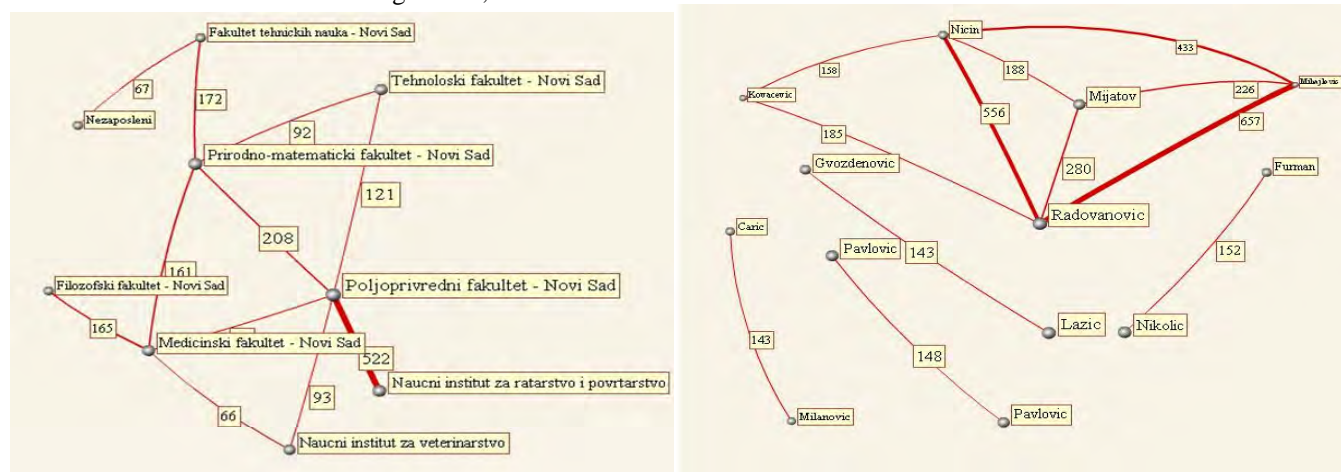 Fakultet tehnickih nauka - Novi Sad
67
172
Tehnoloski fakultet - Novi Sad
Nezaposleni
92
Prirodno-matematicki fakultet - Novi Sad
121
208
161
Filozofski fakultet - Novi Sad
Poljoprivredni fakultet - Novi Sad
165
Medicinski fakultet - Novi Sad
522
Naucni institut za ratarstvo i povrtarstvo
93
66
Naucni institut za veterinarstvo
Nicin
433
158
188
Mihajlovic
Kovacevic
Mijatov
226
556
657
185
Gvozdenovic
280
Furman
Radovanovic
Caric
Pavlovic
143
152
Lazic
Nikolic
143
148
Milanovic
Pavlovic